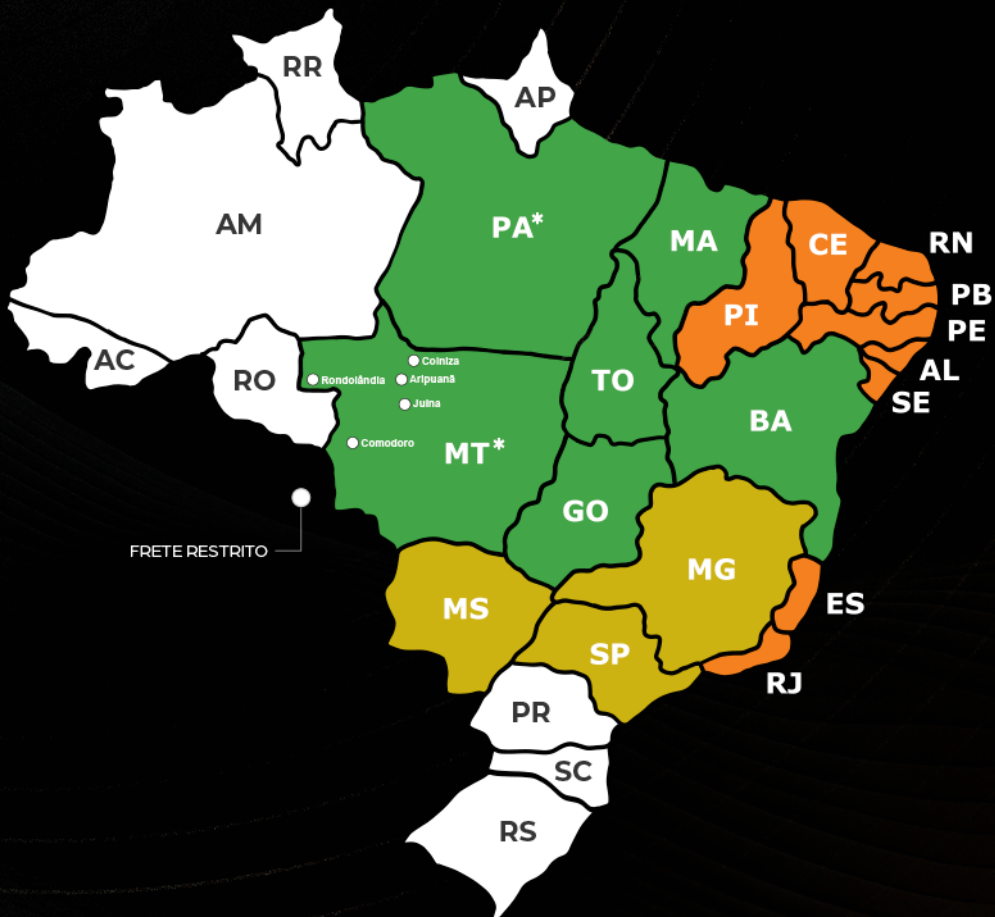 RR
AP
AM
PA*
MA
CE
RN
PB
PI
PE
AC
Colniza
RO
Rondolândia
Aripuanã
TO
AL
Juína
SE
BA
Comodoro
MT*
GO
FRETE RESTRITO
MG
MS
ES
SP
RJ
PR
SC
RS